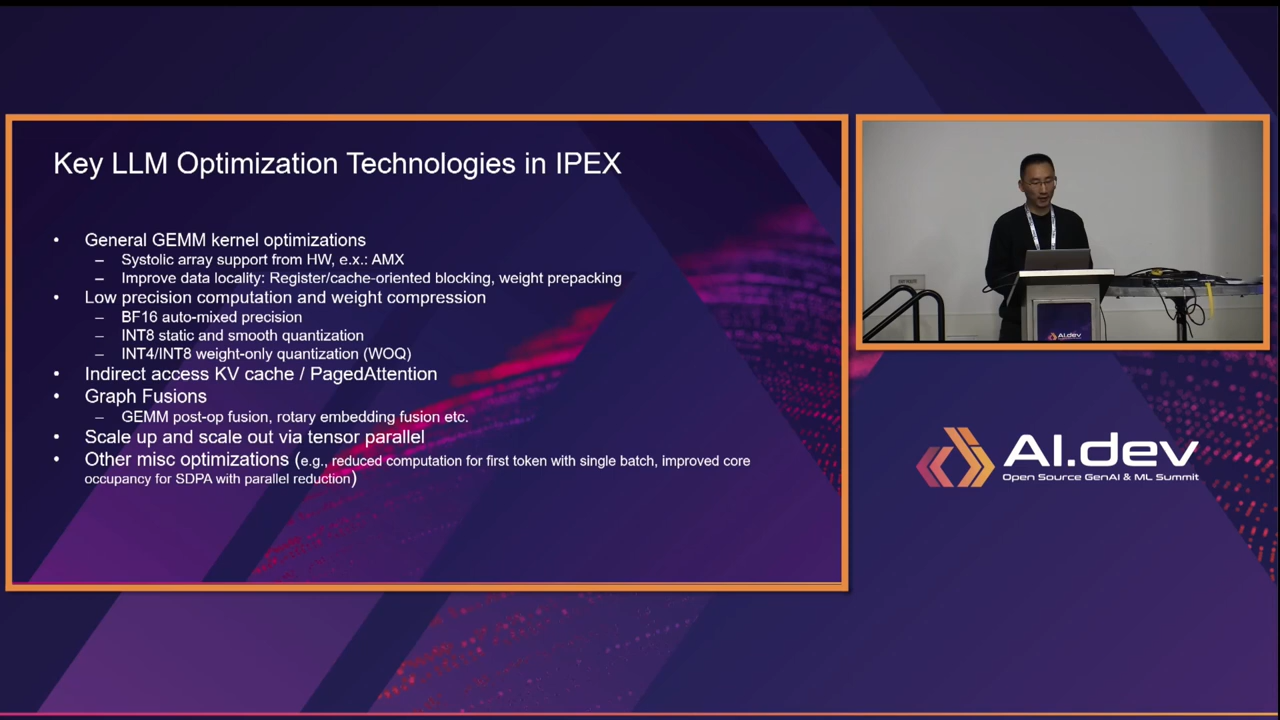 Key LLM Optimization Technologies in IPEX
• General GEMM kernel optimizations
– Systolic array support from HW, e.x.: AMX
– Improve data locality: Register/cache-oriented blocking, weight prepacking
• Low precision computation and weight compression
– BF16 auto-mixed precision
– INT8 static and smooth quantization
– INT4/INT8 weight-only quantization (WOQ)
• Indirect access KV cache / PagedAttention
• Graph Fusions
– GEMM post-op fusion, rotary embedding fusion etc.
• Scale up and scale out via tensor parallel
• Other misc optimizations (e.g., reduced computation for first token with single batch, improved core
occupancy for SDPA with parallel reduction)
AI.dev
AI.dev
Open Source GenAI & ML Summit